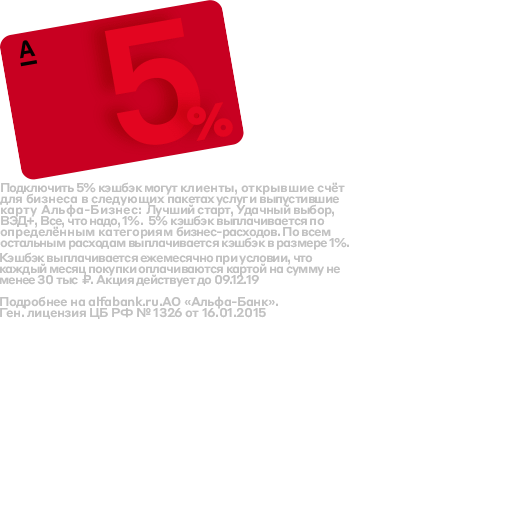 А
5%
Подключить 5% кэшбэк могут клиенты, открывшие счёт
для бизнеса в следующих пакетах услуг и выпустившие
карту Альфа-Бизнес: Лучший старт, Удачный выбор,
ВЭД+, Все, что надо, 1%. 5% кэшбэк выплачивается по
определённым категориям бизнес-расходов. По всем
остальным расходам выплачивается кэшбэк в размере 1%.
Кэшбэк выплачивается ежемесячно при условии, что
каждый месяц покупки оплачиваются картой на сумму не
менее 30 тыс ₽. Акция действует до 09.12.19
Подробнее на alfabank.ru.АО «Альфа-Банк».
Ген. лицензия ЦБ РФ № 1326 от 16.01.2015